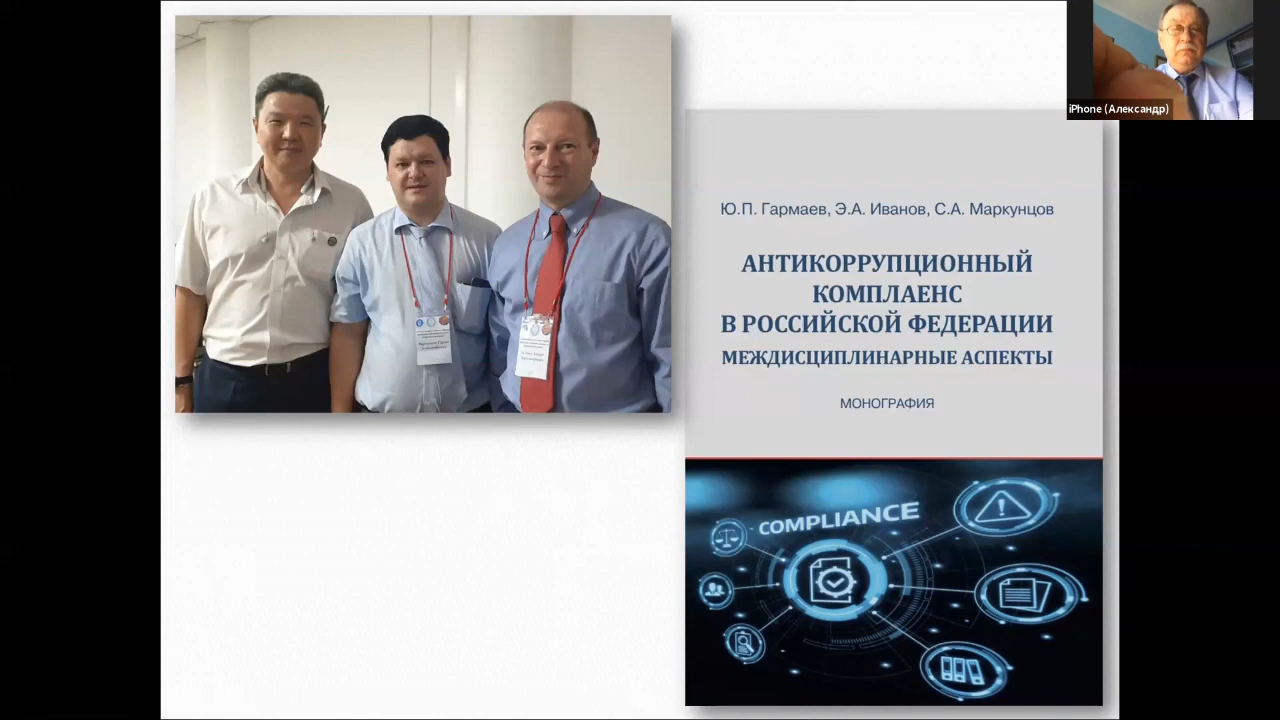 iPhone (Александр)
Ю.П. Гармаев, Э.А. Иванов, С.А. Маркунцов
АНТИКОРРУПЦИОННЫЙ
КОМПЛАЕНС
В РОССИЙСКОЙ ФЕДЕРАЦИИ
МЕЖДИСЦИПЛИНАРНЫЕ АСПЕКТЫ
МОНОГРАФИЯ
COMPLIANCE